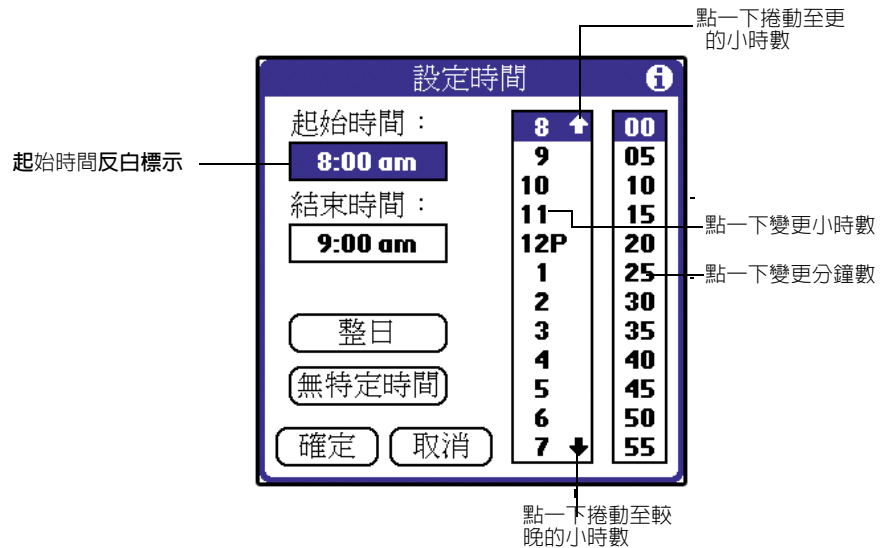 點一下捲動至更
的小時數
設定時間
起始時間：
8:00 am
起始時間反白標示
結束時間：
9:00 am
整日
無特定時間
確定 取消
8 00
9 05
10 10
11 15
12P 20
1 25
2 30
3 35
4 40
5 45
6 50
7 55
點一下變更小時數
點一下變更分鐘數
點一下捲動至較
晚的小時數